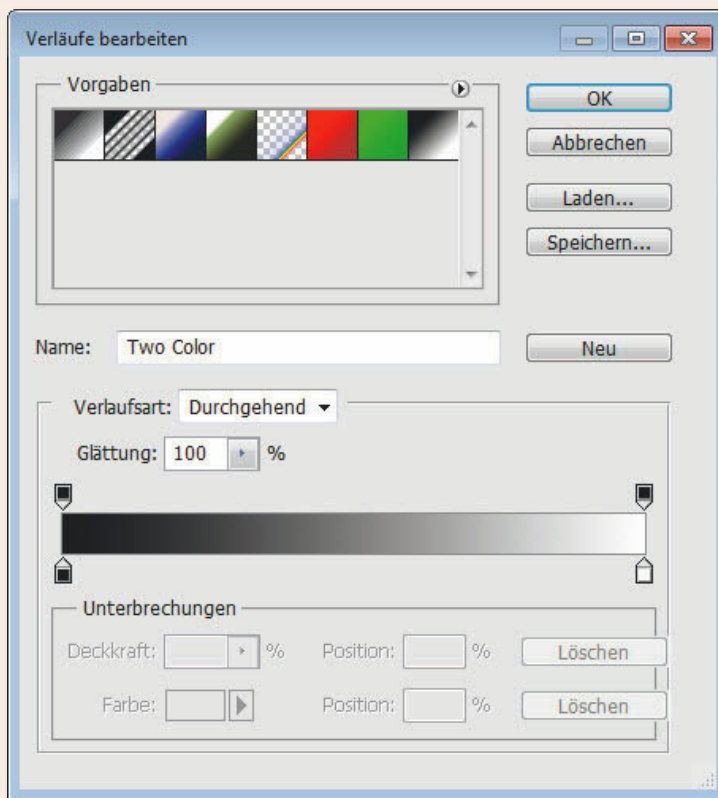 Verläufe bearbeiten
Vorgaben
OK
Abbrechen
Laden...
Speichern...
Name: Two Color
Neu
Verlaufsart: Durchgehend
Glättung: 100 %
Unterbrechungen
Deckkraft: % Position: % Löschen
Farbe: Position: % Löschen